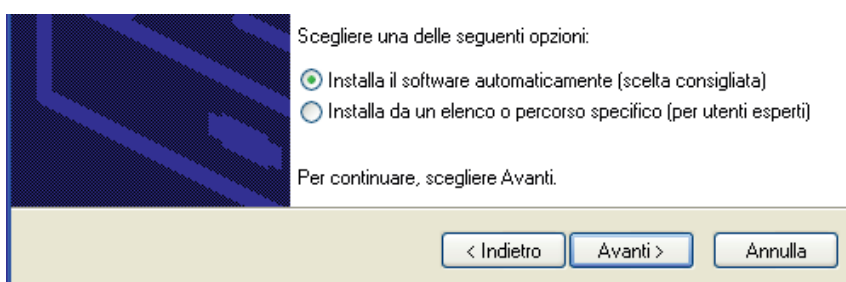 Scegliere una delle seguenti opzioni:
Installa il software automaticamente (scelta consigliata)
Installa da un elenco o percorso specifico (per utenti esperti)
Per continuare, scegliere Avanti.
< Indietro Avanti > Annulla